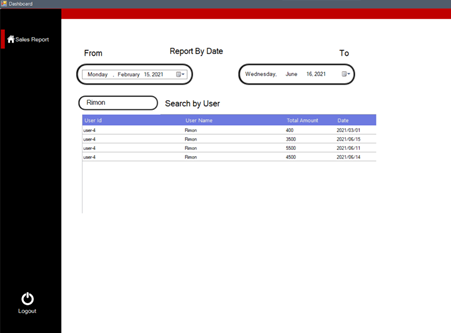 Dashboard
Sales Report
Report By Date
From
To
Monday , February 15, 2021
Wednesday, June 16, 2021
Rimon
Search by User
User Id User Name Total Amount Date
user-4 Rimon 400 2021/03/01
user-4 Rimon 3500 2021/06/15
user-4 Rimon 5500 2021/06/11
user-4 Rimon 4500 2021/06/14
Logout